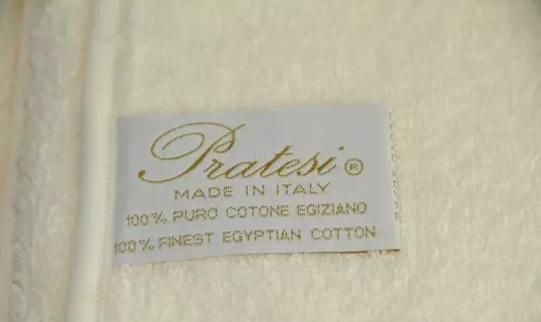 Pratesi®
MADE IN ITALY
100% PURO COTONE EGIZIANO
100% FINEST EGYPTIAN COTTON